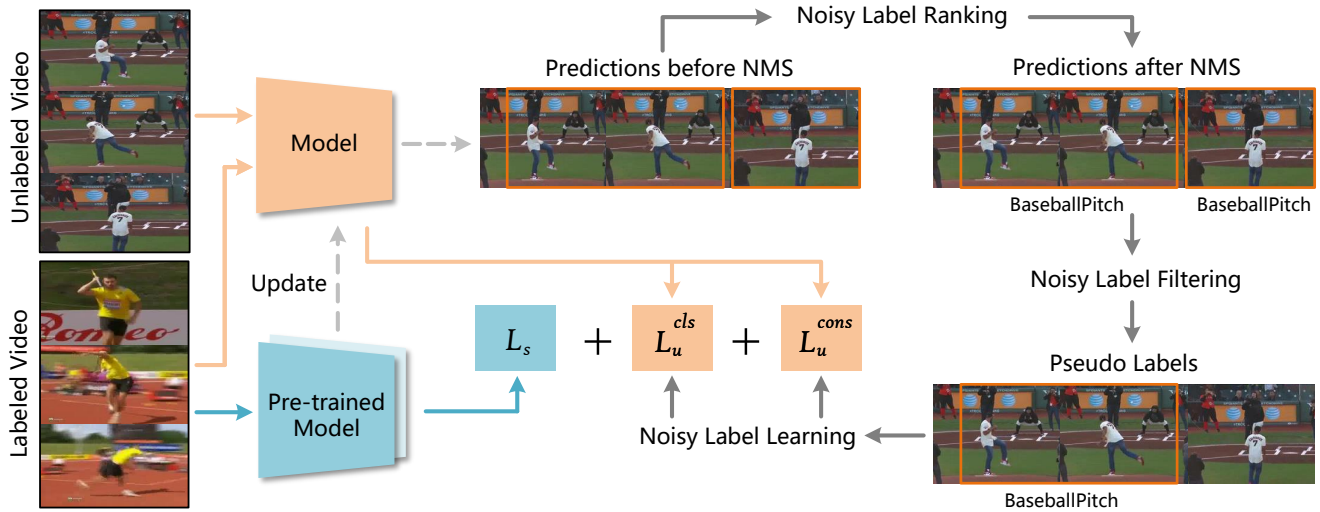 Noisy Label Ranking
Predictions before NMS
Predictions after NMS
Unlabeled Video
Model
BaseballPitch
BaseballPitch
Update
Noisy Label Filtering
Labeled Video
Romeo
L_s + L_u^{cls} + L_u^{cons}
Pseudo Labels
Pre-trained
Model
Noisy Label Learning
BaseballPitch